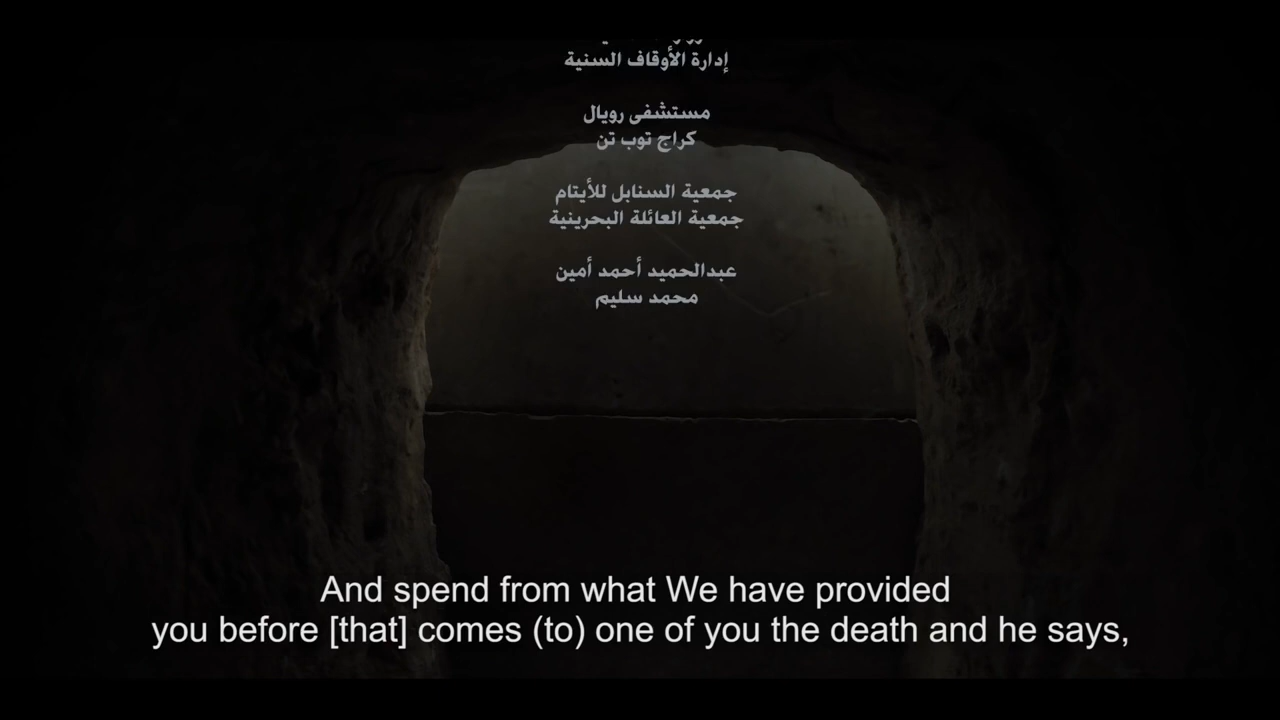 إدارة الأوقاف السنية
مستشفى رويال
كراج توب تن
جمعية السنابل للأيتام
جمعية العائلة البحرينية
عبدالحميد أحمد أمين
محمد سليم
And spend from what We have provided
you before [that] comes (to) one of you the death and he says,